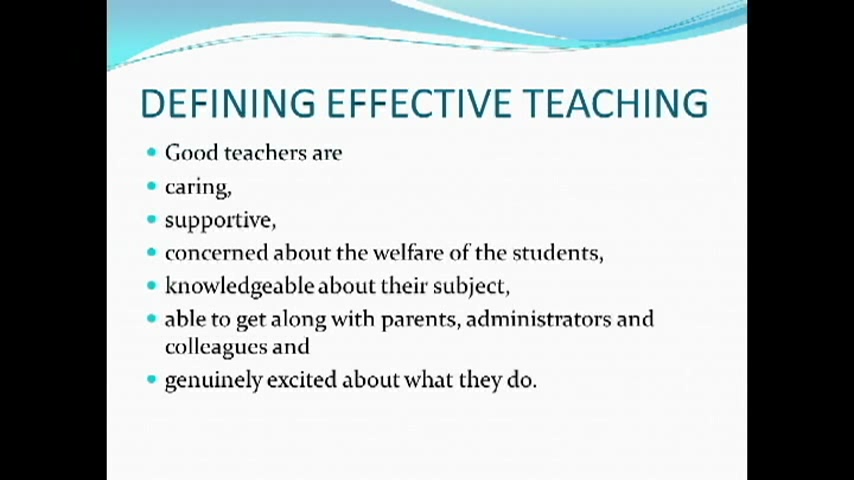 DEFINING EFFECTIVE TEACHING
Good teachers are
caring,
supportive,
concerned about the welfare of the students,
knowledgeable about their subject,
able to get along with parents, administrators and
colleagues and
genuinely excited about what they do.